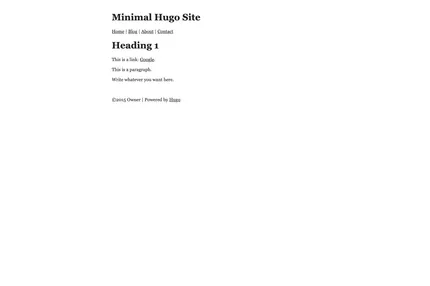 Minimal Hugo Site
Home | Blog | About | Contact
Heading 1
This is a link: Google.
This is a paragraph.
Write whatever you want here.
©2015 Owner | Powered by Hugo